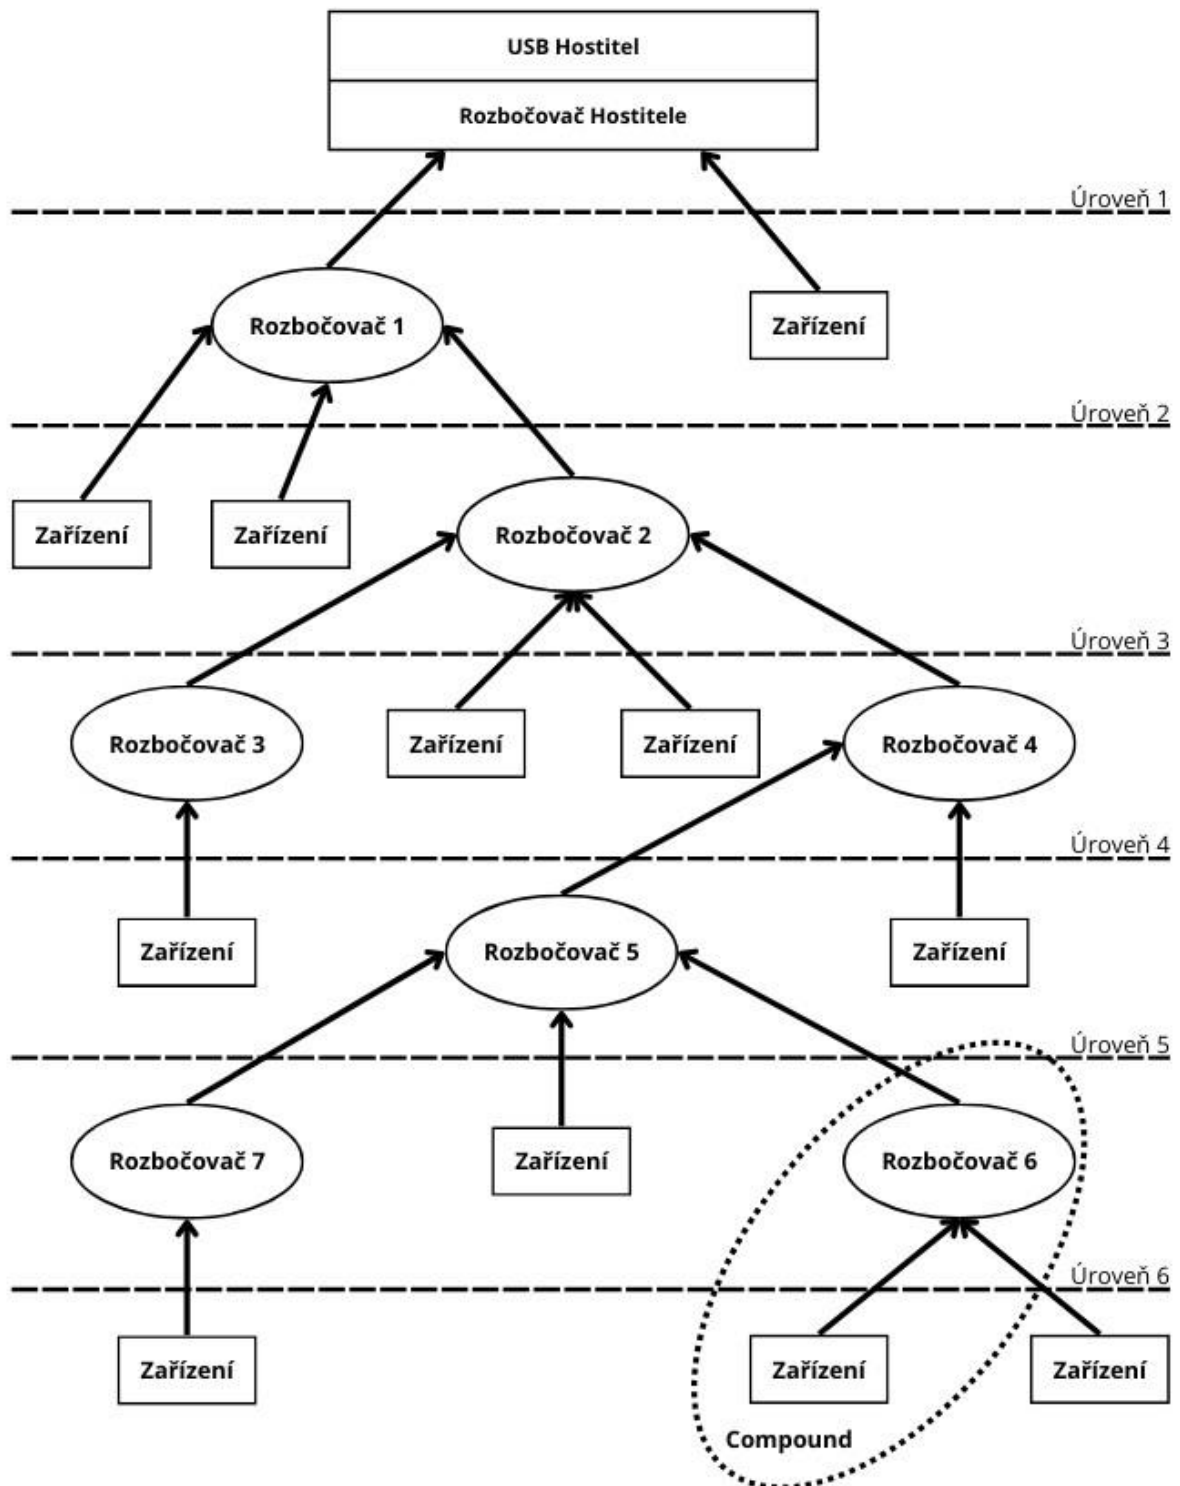 USB Hostitel
Rozbočovač Hostitele
Úroveň 1
Rozbočovač 1
Zařízení
Úroveň 2
Zařízení
Zařízení
Rozbočovač 2
Úroveň 3
Rozbočovač 3
Zařízení
Zařízení
Rozbočovač 4
Úroveň 4
Zařízení
Rozbočovač 5
Zařízení
Úroveň 5
Rozbočovač 7
Zařízení
Rozbočovač 6
Úroveň 6
Zařízení
Zařízení
Zařízení
Compound